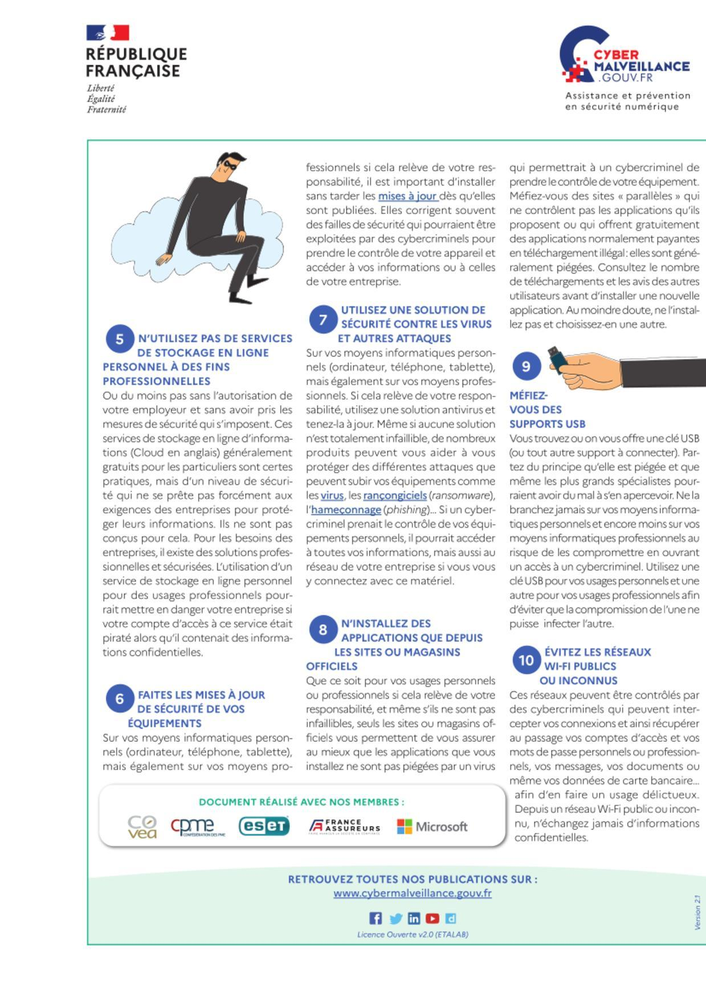 RÉPUBLIQUE
FRANÇAISE
Liberté
Égalité
Fraternité
CYBER
MALVEILLANCE
.GOUV.FR
Assistance et prévention
en sécurité numérique
5 N'UTILISEZ PAS DE SERVICES
DE STOCKAGE EN LIGNE
PERSONNEL À DES FINS
PROFESSIONNELLES
Ou du moins pas sans l'autorisation de
votre employeur et sans avoir pris les
mesures de sécurité qui s'imposent. Ces
services de stockage en ligne d'informa-
tions (Cloud en anglais) généralement
gratuits pour les particuliers sont certes
pratiques, mais d'un niveau de sécuri-
té qui ne se prête pas forcément aux
exigences des entreprises pour proté-
ger leurs informations. Ils ne sont pas
conçus pour cela. Pour les besoins des
entreprises, il existe des solutions profes-
sionnelles et sécurisées. L'utilisation d'un
service de stockage en ligne personnel
pour des usages professionnels pour-
rait mettre en danger votre entreprise si
votre compte d'accès à ce service était
piraté alors qu'il contenait des informa-
tions confidentielles.
6 FAITES LES MISES À JOUR
DE SÉCURITÉ DE VOS
ÉQUIPEMENTS
Sur vos moyens informatiques person-
nels (ordinateur, téléphone, tablette),
mais également sur vos moyens pro-
fessionnels si cela relève de votre res-
ponsabilité, il est important d'installer
sans tarder les mises à jour dès qu'elles
sont publiées. Elles corrigent souvent
des failles de sécurité qui pourraient être
exploitées par des cybercriminels pour
prendre le contrôle de votre appareil et
accéder à vos informations ou à celles
de votre entreprise.
7 UTILISEZ UNE SOLUTION DE
SÉCURITÉ CONTRE LES VIRUS
ET AUTRES ATTAQUES
Sur vos moyens informatiques person-
nels (ordinateur, téléphone, tablette),
mais également sur vos moyens profes-
sionnels. Si cela relève de votre respon-
sabilité, utilisez une solution antivirus et
tenez-la à jour. Même si aucune solution
n'est totalement infaillible, de nombreux
produits peuvent vous aider à vous
protéger des différentes attaques que
peuvent subir vos équipements comme
les virus, les rançongiciels (ransomware),
l'hameçonnage (phishing)... Si un cyber-
criminel prenait le contrôle de vos équi-
pements personnels, il pourrait accéder
à toutes vos informations, mais aussi au
réseau de votre entreprise si vous vous
y connectez avec ce matériel.
8 N'INSTALLEZ DES
APPLICATIONS QUE DEPUIS
LES SITES OU MAGASINS
OFFICIELS
Que ce soit pour vos usages personnels
ou professionnels si cela relève de votre
responsabilité, et même s'ils ne sont pas
infaillibles, seuls les sites ou magasins of-
ficiels vous permettent de vous assurer
au mieux que les applications que vous
installez ne sont pas piégées par un virus
qui permettrait à un cybercriminel de
prendre le contrôle de votre équipement.
Méfiez-vous des sites « parallèles » qui
ne contrôlent pas les applications qu'ils
proposent ou qui offrent gratuitement
des applications normalement payantes
en téléchargement illégal : elles sont géné-
ralement piégées. Consultez le nombre
de téléchargements et les avis des autres
utilisateurs avant d'installer une nouvelle
application. Au moindre doute, ne l'instal-
lez pas et choisissez-en une autre.
9
MÉFIEZ-
VOUS DES
SUPPORTS USB
Vous trouvez ou on vous offre une clé USB
(ou tout autre support à connecter). Par-
tez du principe qu'elle est piégée et que
même les plus grands spécialistes pour-
raient avoir du mal à s'en apercevoir. Ne la
branchez jamais sur vos moyens informa-
tiques personnels et encore moins sur vos
moyens informatiques professionnels au
risque de les compromettre en ouvrant
un accès à un cybercriminel. Utilisez une
clé USB pour vos usages personnels et une
autre pour vos usages professionnels afin
d'éviter que la compromission de l'une ne
puisse infecter l'autre.
10 ÉVITEZ LES RÉSEAUX
WI-FI PUBLICS
OU INCONNUS
Ces réseaux peuvent être contrôlés par
des cybercriminels qui peuvent inter-
cepter vos connexions et ainsi récupérer
au passage vos comptes d'accès et vos
mots de passe personnels ou profession-
nels, vos messages, vos documents ou
même vos données de carte bancaire...
afin d'en faire un usage délictueux.
Depuis un réseau Wi-Fi public ou incon-
nu, n'échangez jamais d'informations
confidentielles.
DOCUMENT RÉALISÉ AVEC NOS MEMBRES :
covea
cpme
CONFÉDÉRATION DES PME
eset
FRANCE
ASSUREURS
FAIRE AVANCER LA SOCIÉTÉ EN CONFIANCE
Microsoft
RETROUVEZ TOUTES NOS PUBLICATIONS SUR :
www.cybermalveillance.gouv.fr
Licence Ouverte v2.0 (ETALAB)
Version 2.1